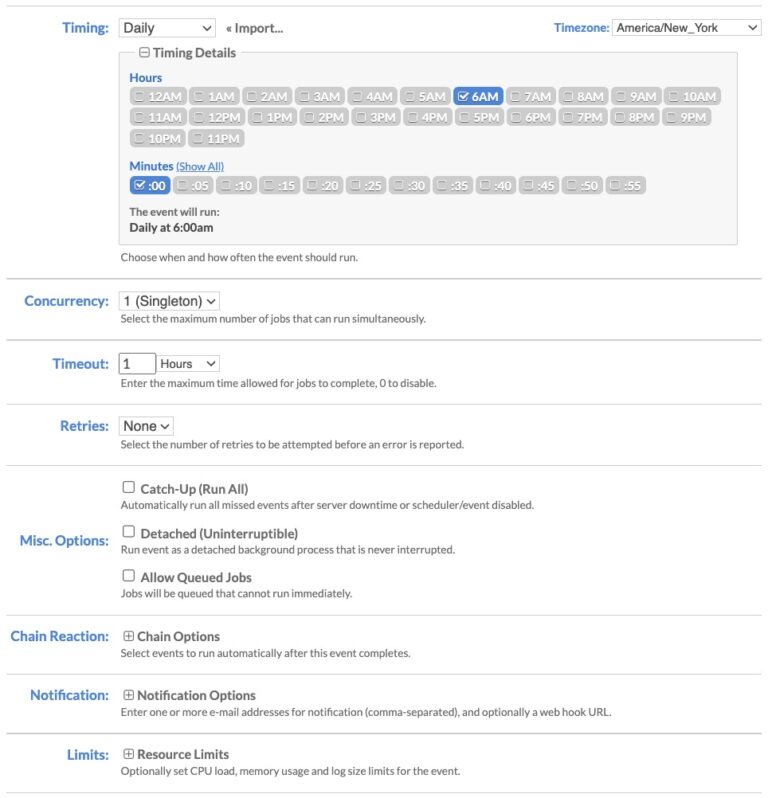 Timing: Daily « Import... Timezone: America/New_York
Timing Details
Hours
12AM 1AM 2AM 3AM 4AM 5AM 6AM 7AM 8AM 9AM 10AM
11AM 12PM 1PM 2PM 3PM 4PM 5PM 6PM 7PM 8PM 9PM
10PM 11PM
Minutes (Show All)
:00 :05 :10 :15 :20 :25 :30 :35 :40 :45 :50 :55
The event will run:
Daily at 6:00am
Choose when and how often the event should run.
Concurrency: 1 (Singleton)
Select the maximum number of jobs that can run simultaneously.
Timeout: 1 Hours
Enter the maximum time allowed for jobs to complete, 0 to disable.
Retries: None
Select the number of retries to be attempted before an error is reported.
Catch-Up (Run All)
Automatically run all missed events after server downtime or scheduler/event disabled.
Misc. Options: Detached (Uninterruptible)
Run event as a detached background process that is never interrupted.
Allow Queued Jobs
Jobs will be queued that cannot run immediately.
Chain Reaction: Chain Options
Select events to run automatically after this event completes.
Notification: Notification Options
Enter one or more e-mail addresses for notification (comma-separated), and optionally a web hook URL.
Limits: Resource Limits
Optionally set CPU load, memory usage and log size limits for the event.